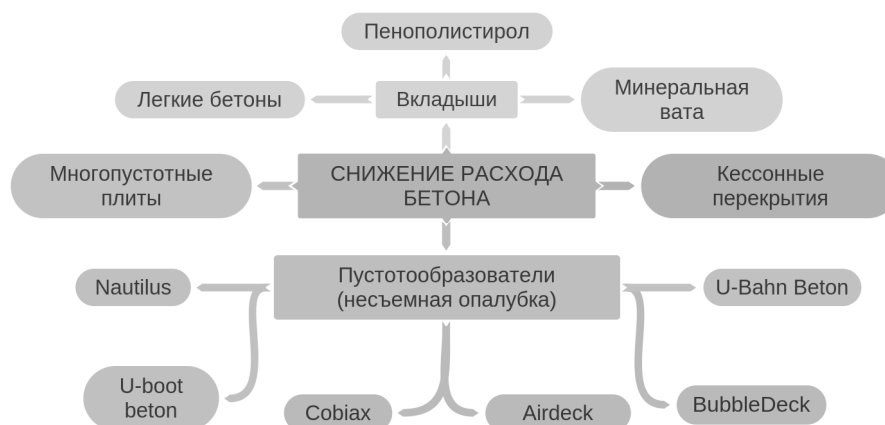 Пенополистирол
Легкие бетоны
Вкладыши
Минеральная
вата
Многопустотные
плиты
СНИЖЕНИЕ РАСХОДА
БЕТОНА
Кессонные
перекрытия
Пустотообразователи
(несъемная опалубка)
Nautilus
U-Bahn Beton
U-boot
beton
Cobiax
Airdeck
BubbleDeck